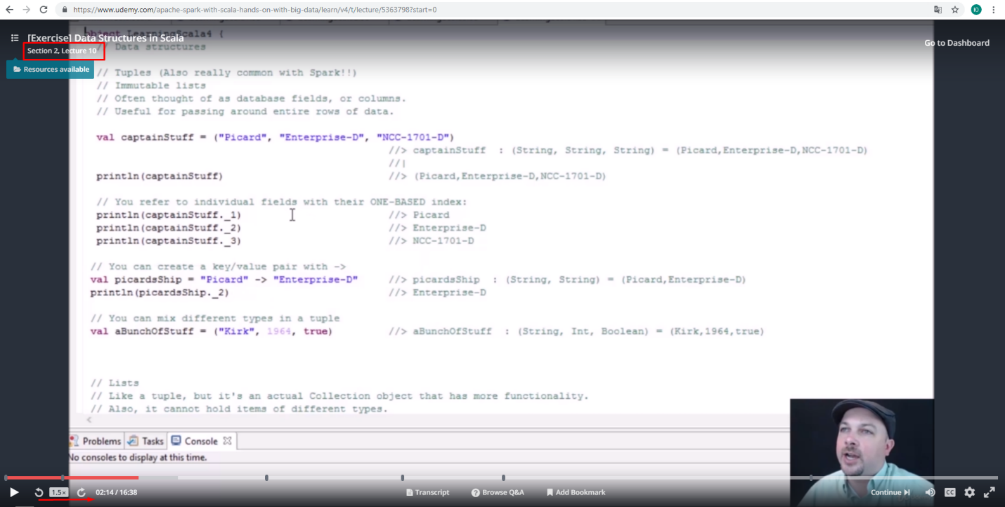 https://www.udemy.com/apache-spark-with-scala-hands-on-with-big-data/learn/v4/t/lecture/5363798?start=0
object LearningScala4 {
[Exercise] Data Structures in Scala
// Data structures
Section 2, Lecture 10
Go to Dashboard
Resources available
// Tuples (Also really common with Spark!!)
// Immutable lists
// Often thought of as database fields, or columns.
// Useful for passing around entire rows of data.
val captainStuff = ("Picard", "Enterprise-D", "NCC-1701-D")
//> captainStuff : (String, String, String) = (Picard,Enterprise-D,NCC-1701-D)
//|
println(captainStuff) //> (Picard,Enterprise-D,NCC-1701-D)
// You refer to individual fields with their ONE-BASED index:
println(captainStuff._1) //> Picard
println(captainStuff._2) //> Enterprise-D
println(captainStuff._3) //> NCC-1701-D
// You can create a key/value pair with ->
val picardsShip = "Picard" -> "Enterprise-D" //> picardsShip : (String, String) = (Picard,Enterprise-D)
println(picardsShip._2) //> Enterprise-D
// You can mix different types in a tuple
val aBunchOfStuff = ("Kirk", 1964, true) //> aBunchOfStuff : (String, Int, Boolean) = (Kirk,1964,true)
// Lists
// Like a tuple, but it's an actual Collection object that has more functionality.
// Also, it cannot hold items of different types.
Problems Tasks Console
No consoles to display at this time.
1.5x 02:14 / 16:38 Transcript Browse Q&A Add Bookmark Continue